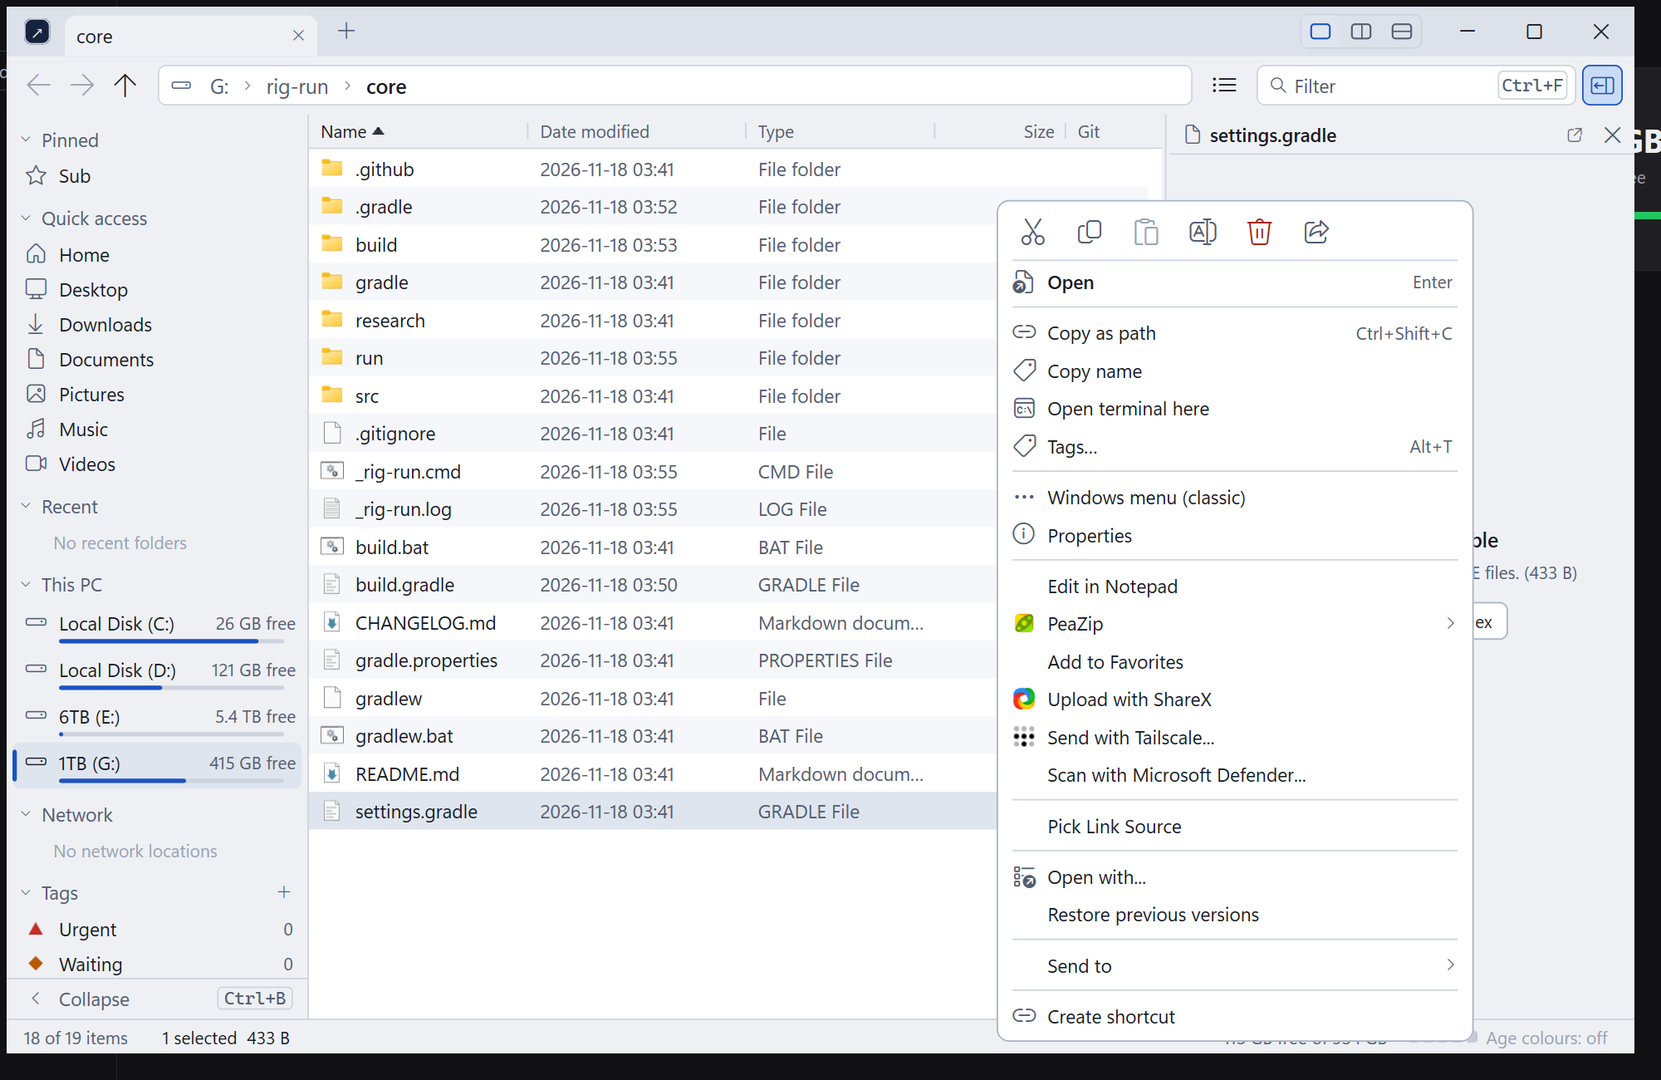 core
G: › rig-run › core
Filter Ctrl+F
Pinned
Sub
Quick access
Home
Desktop
Downloads
Documents
Pictures
Music
Videos
Recent
No recent folders
This PC
Local Disk (C:) 26 GB free
Local Disk (D:) 121 GB free
6TB (E:) 5.4 TB free
1TB (G:) 415 GB free
Network
No network locations
Tags
Urgent 0
Waiting 0
Collapse Ctrl+B
Name Date modified Type Size Git
.github 2026-11-18 03:41 File folder
.gradle 2026-11-18 03:52 File folder
build 2026-11-18 03:53 File folder
gradle 2026-11-18 03:41 File folder
research 2026-11-18 03:41 File folder
run 2026-11-18 03:55 File folder
src 2026-11-18 03:41 File folder
.gitignore 2026-11-18 03:41 File
_rig-run.cmd 2026-11-18 03:55 CMD File
_rig-run.log 2026-11-18 03:55 LOG File
build.bat 2026-11-18 03:41 BAT File
build.gradle 2026-11-18 03:50 GRADLE File
CHANGELOG.md 2026-11-18 03:41 Markdown docum...
gradle.properties 2026-11-18 03:41 PROPERTIES File
gradlew 2026-11-18 03:41 File
gradlew.bat 2026-11-18 03:41 BAT File
README.md 2026-11-18 03:41 Markdown docum...
settings.gradle 2026-11-18 03:41 GRADLE File
settings.gradle
Open Enter
Copy as path Ctrl+Shift+C
Copy name
Open terminal here
Tags... Alt+T
Windows menu (classic)
Properties
Edit in Notepad
PeaZip
Add to Favorites
Upload with ShareX
Send with Tailscale...
Scan with Microsoft Defender...
Pick Link Source
Open with...
Restore previous versions
Send to
Create shortcut
E files. (433 B)
ex
GB
ee
18 of 19 items 1 selected 433 B
Age colours: off